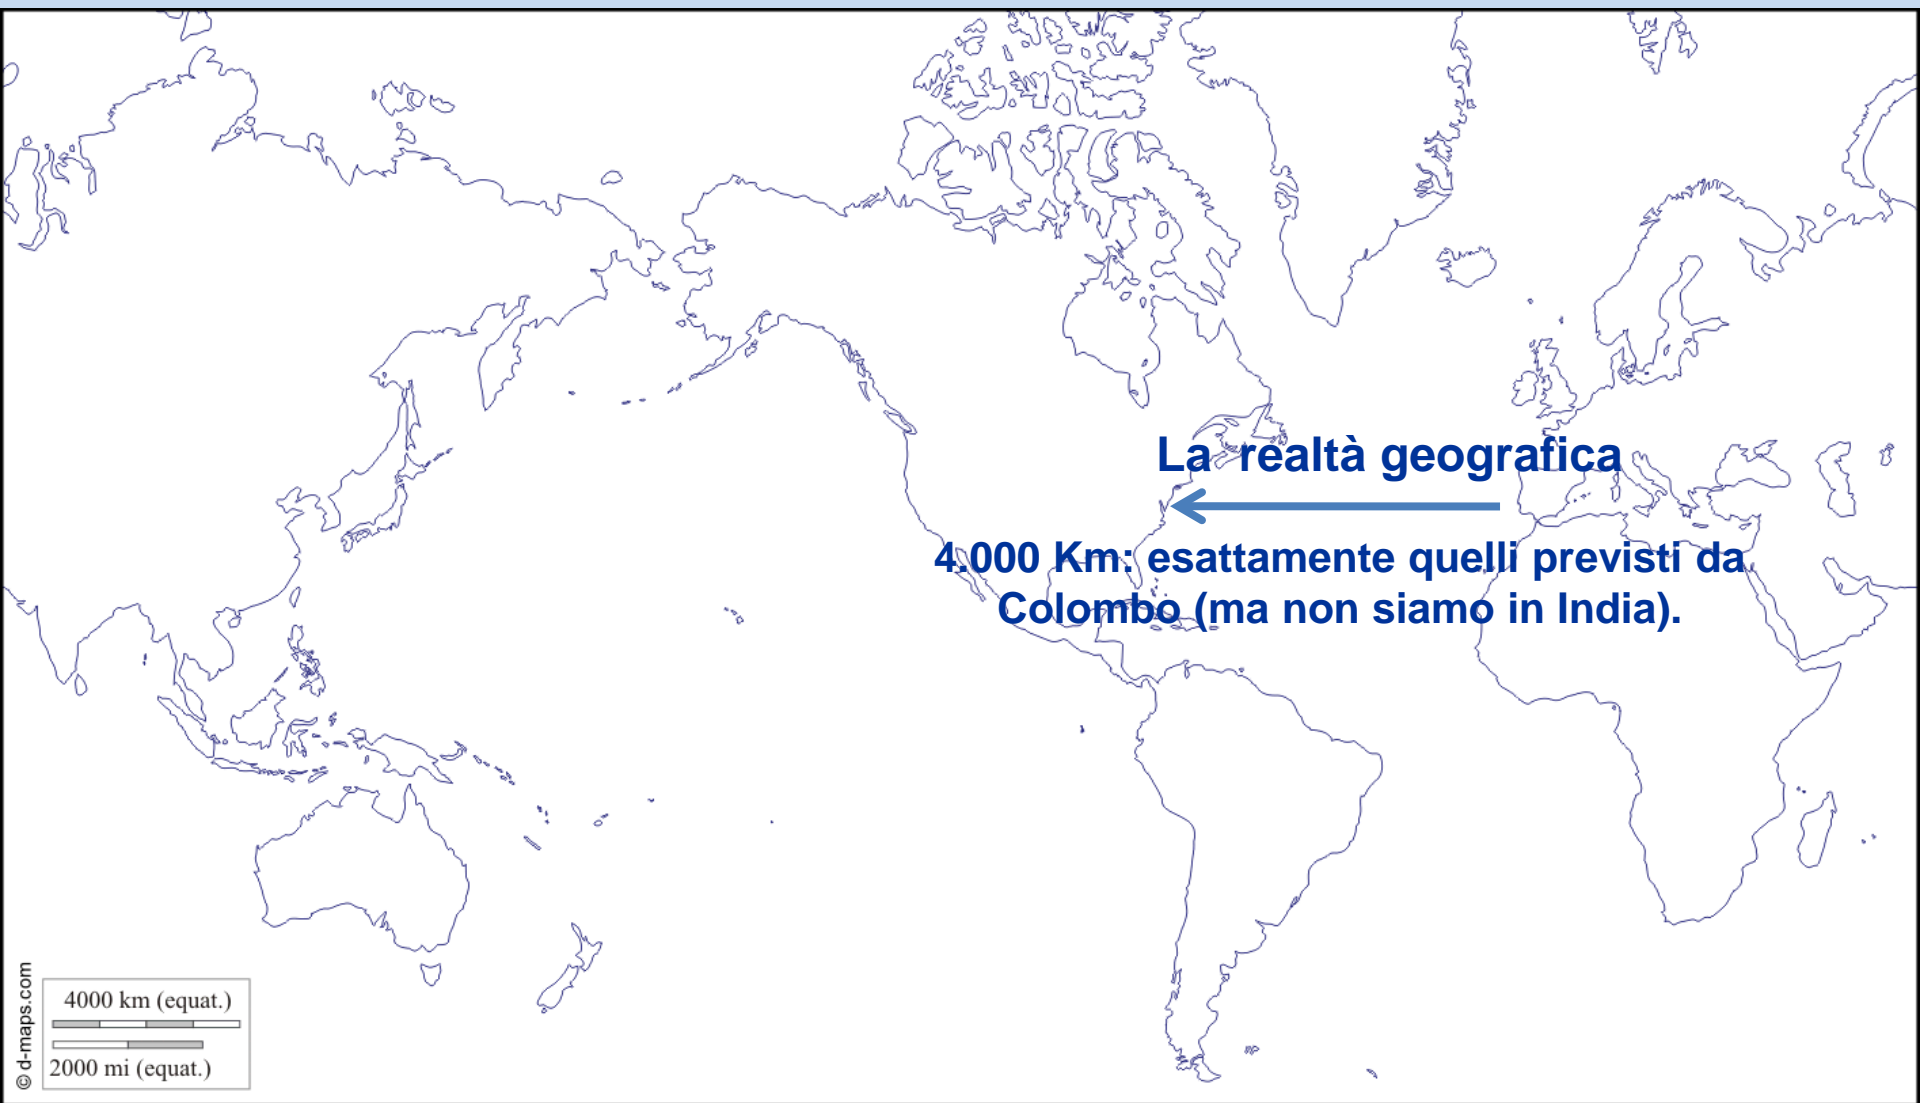 La realtà geografica
4.000 Km: esattamente quelli previsti da
Colombo (ma non siamo in India).
© d-maps.com
4000 km (equat.)
2000 mi (equat.)